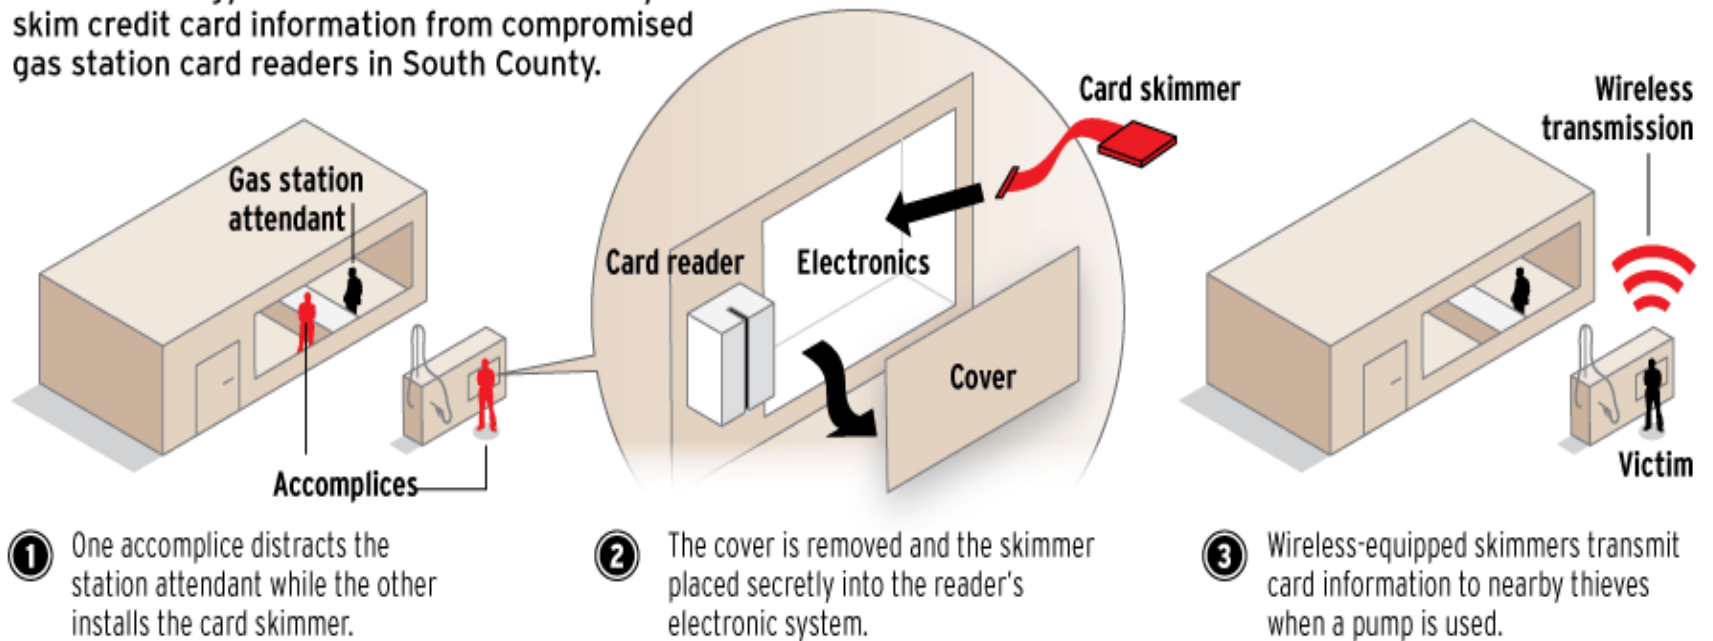 skim credit card information from compromised
gas station card readers in South County.
Gas station
attendant
Accomplices
Card reader
Electronics
Card skimmer
Cover
Wireless
transmission
Victim
1 One accomplice distracts the
station attendant while the other
installs the card skimmer.
2 The cover is removed and the skimmer
placed secretly into the reader's
electronic system.
3 Wireless-equipped skimmers transmit
card information to nearby thieves
when a pump is used.